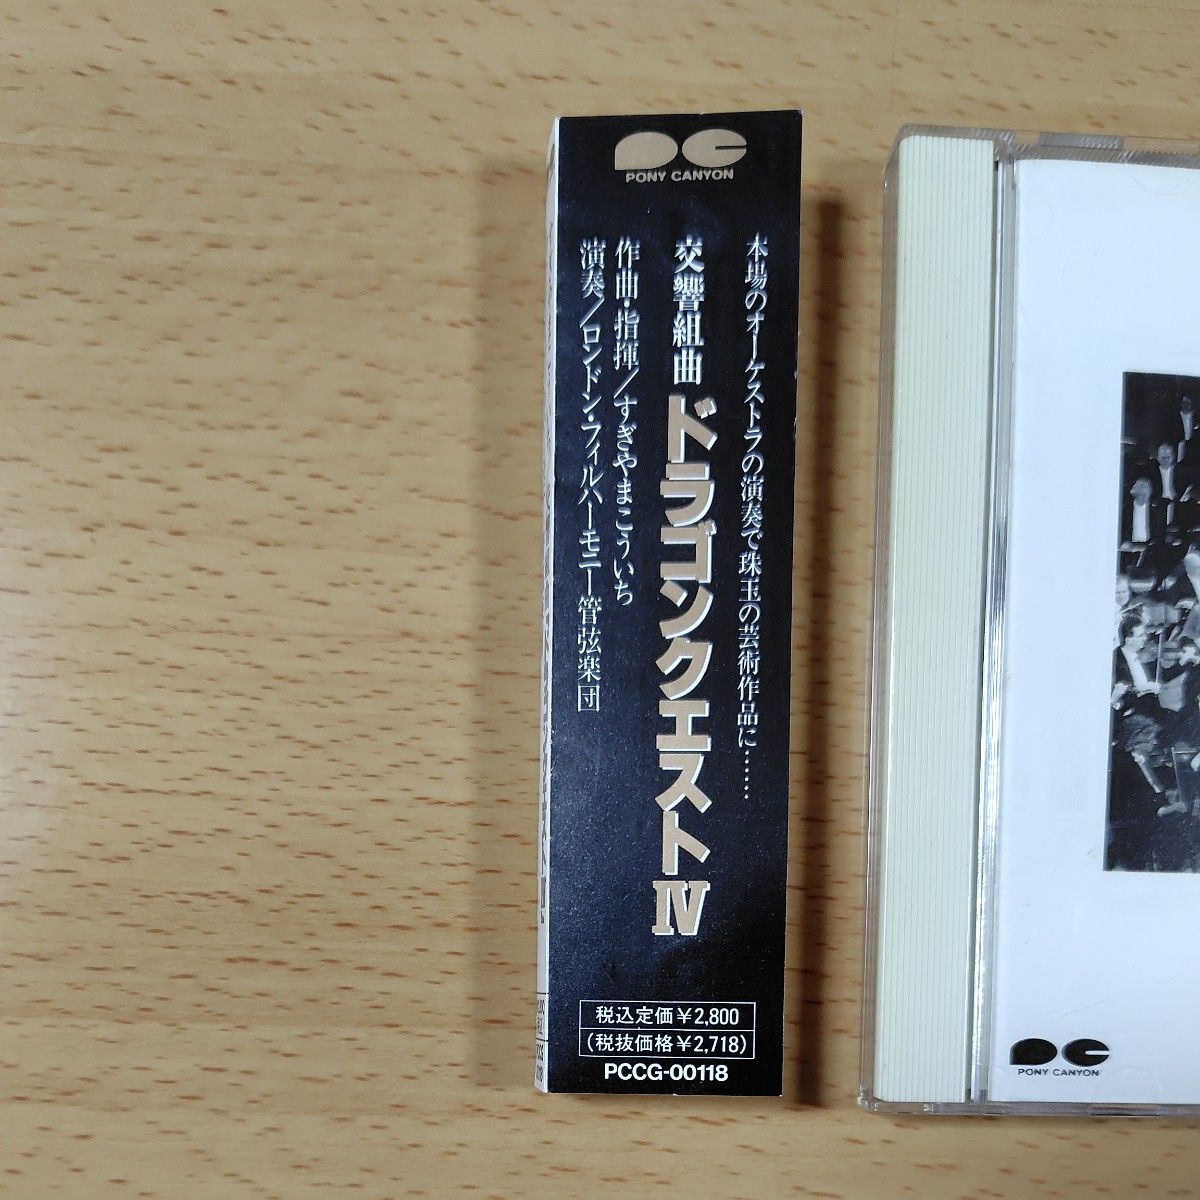 PONY CANYON
本場のオーケストラの演奏で珠玉の芸術作品に……
交響組曲 ドラゴンクエストⅣ
作曲・指揮/すぎやまこういち
演奏/ロンドン・フィルハーモニー管弦楽団
税込定価¥2,800
(税抜価格¥2,718)
PCCG-00118
PONY CANYON